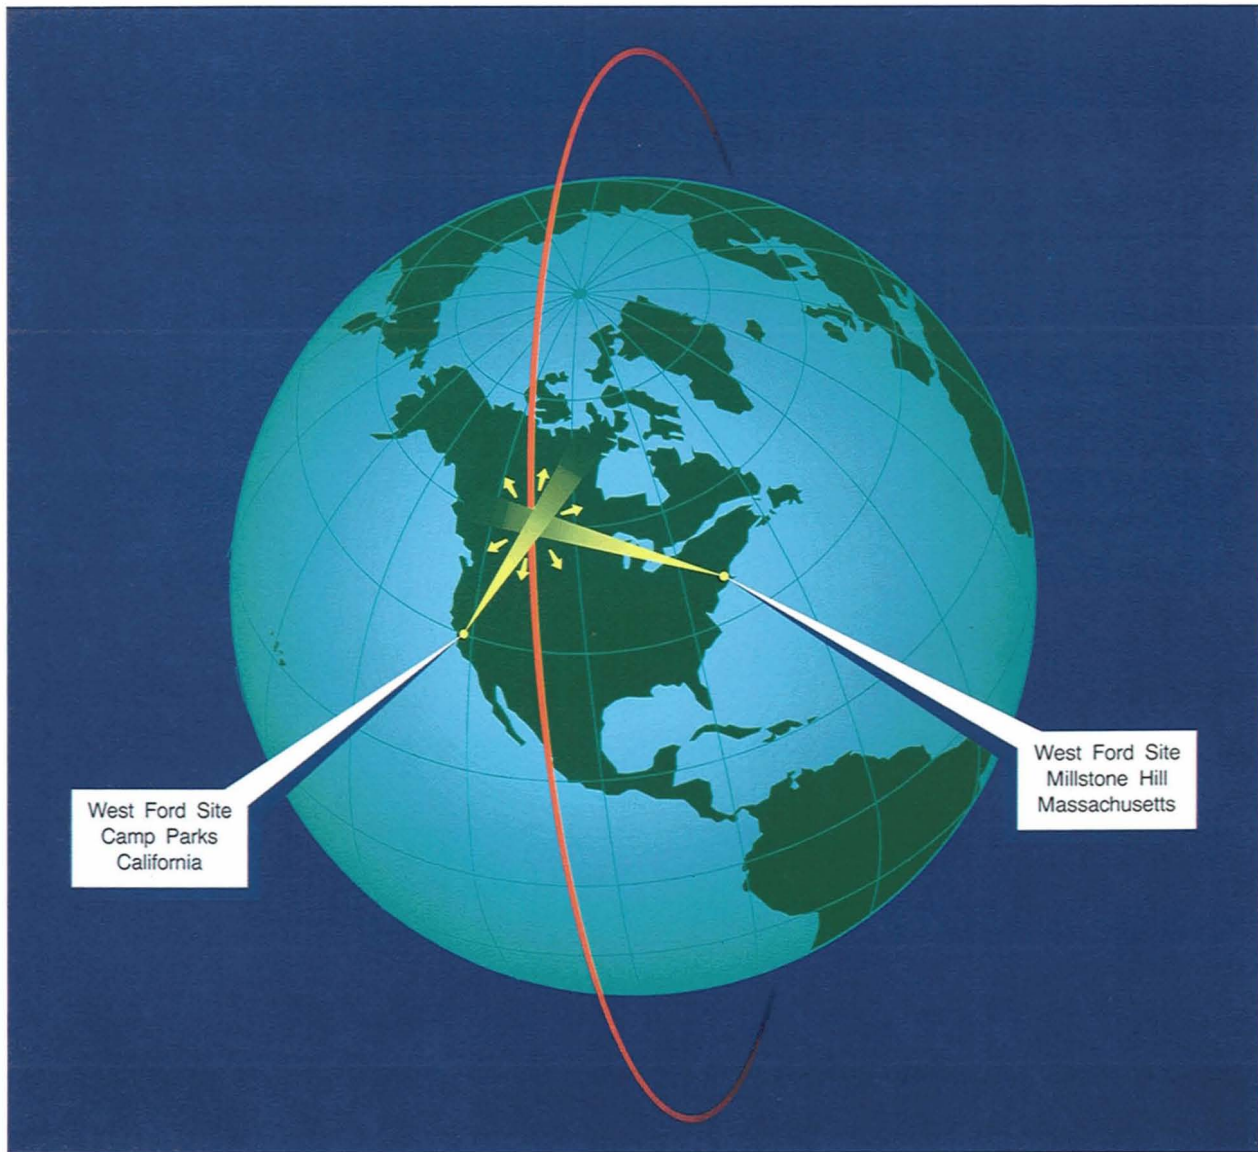 West Ford Site
Camp Parks
California
West Ford Site
Millstone Hill
Massachusetts